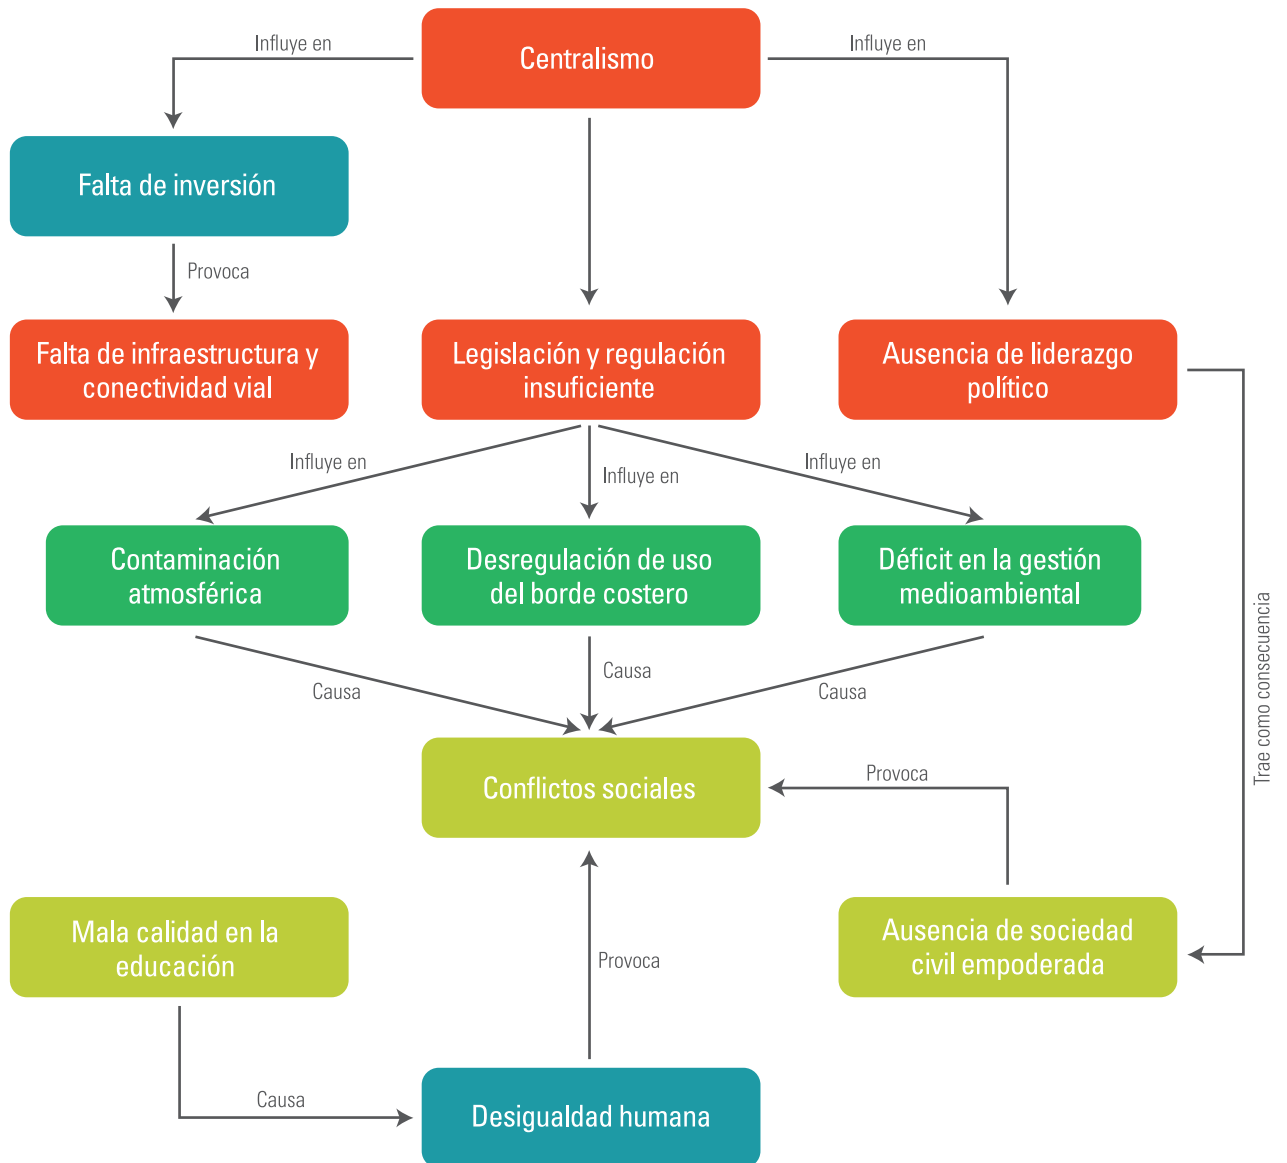 Influye en
Centralismo
Influye en
Falta de inversión
Provoca
Falta de infraestructura y
conectividad vial
Legislación y regulación
insuficiente
Ausencia de liderazgo
político
Influye en
Influye en
Influye en
Contaminación
atmosférica
Desregulación de uso
del borde costero
Déficit en la gestión
medioambiental
Trae como consecuencia
Causa
Causa
Causa
Conflictos sociales
Provoca
Mala calidad en la
educación
Provoca
Ausencia de sociedad
civil empoderada
Causa
Desigualdad humana